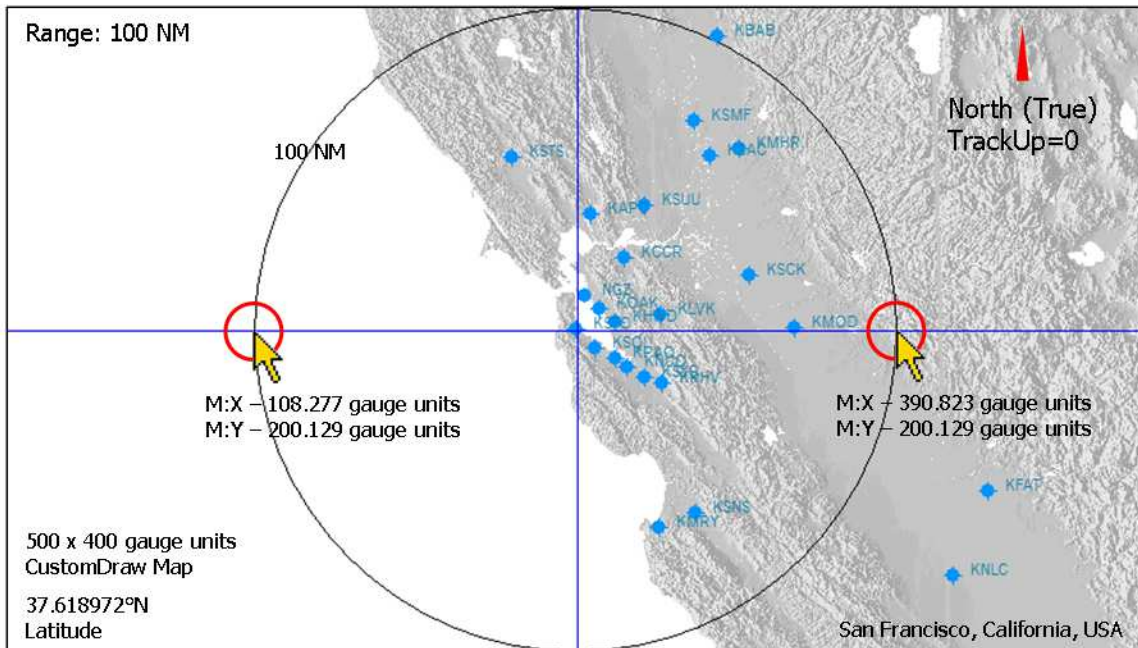 Range: 100 NM
KBAB
North (True)
TrackUp=0
KSMF
KMHR
100 NM
KSTS
KSUU
KAP
KCCR
KSCK
NGZ
KOAK
KLVK
KMOD
M:X – 108.277 gauge units
M:Y – 200.129 gauge units
M:X – 390.823 gauge units
M:Y – 200.129 gauge units
KRHV
KFAT
KSNS
KMRY
500 x 400 gauge units
CustomDraw Map
KNLC
37.618972°N
Latitude
San Francisco, California, USA